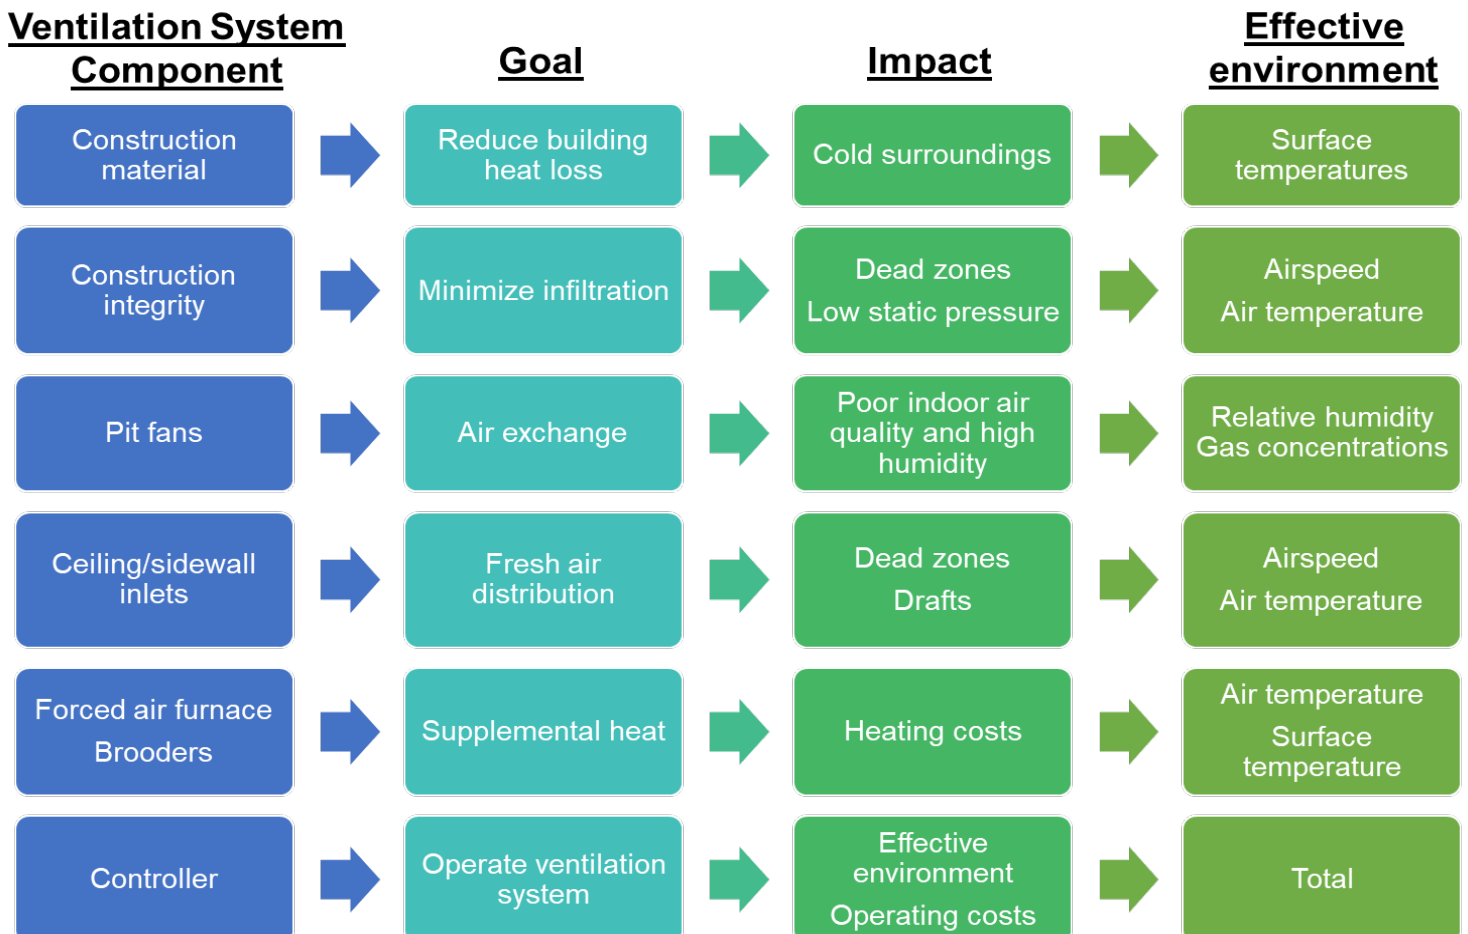 Ventilation System
Component
Goal
Impact
Effective
environment
Construction
material
Reduce building
heat loss
Cold surroundings
Surface
temperatures
Construction
integrity
Minimize infiltration
Dead zones
Low static pressure
Airspeed
Air temperature
Pit fans
Air exchange
Poor indoor air
quality and high
humidity
Relative humidity
Gas concentrations
Ceiling/sidewall
inlets
Fresh air
distribution
Dead zones
Drafts
Airspeed
Air temperature
Forced air furnace
Brooders
Supplemental heat
Heating costs
Air temperature
Surface
temperature
Controller
Operate ventilation
system
Effective
environment
Operating costs
Total